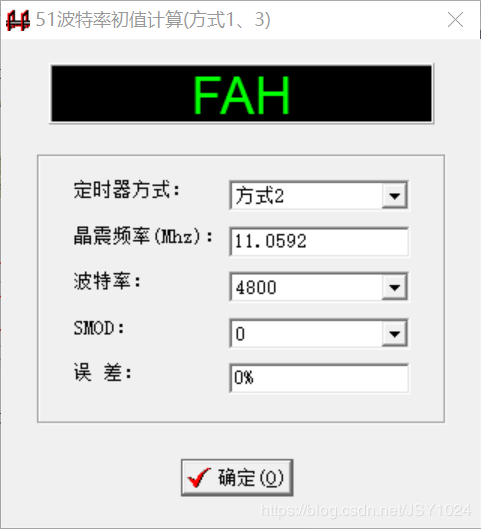 51波特率初值计算(方式1、3)
FAH
定时器方式： 方式2
晶震频率(Mhz)： 11.0592
波特率： 4800
SMOD： 0
误 差： 0%
确定(O)
https://blog.csdn.net/JSY1024